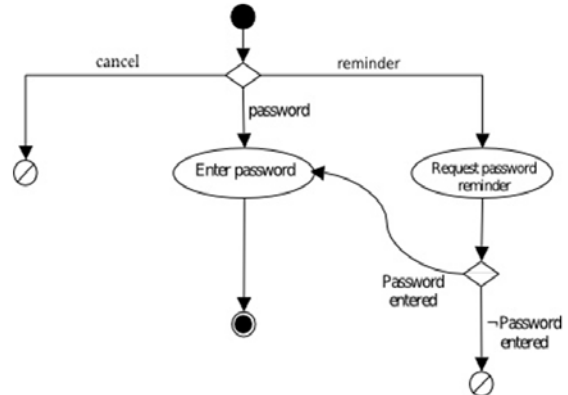 cancel
reminder
password
Enter password
Request password
reminder
Password
entered
¬Password
entered